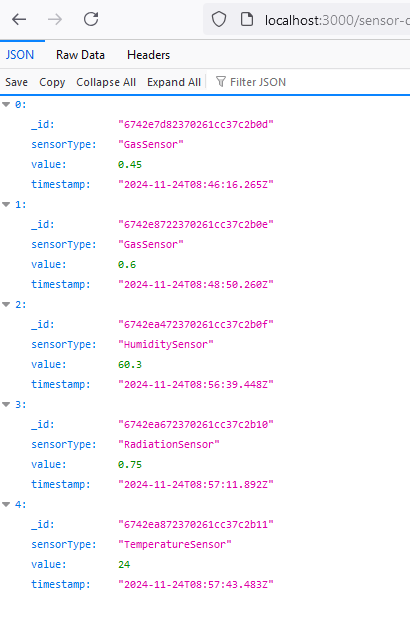 localhost:3000/sensor-d
JSON Raw Data Headers
Save Copy Collapse All Expand All Filter JSON
0:
_id: "6742e7d82370261cc37c2b0d"
sensorType: "GasSensor"
value: 0.45
timestamp: "2024-11-24T08:46:16.265Z"
1:
_id: "6742e8722370261cc37c2b0e"
sensorType: "GasSensor"
value: 0.6
timestamp: "2024-11-24T08:48:50.260Z"
2:
_id: "6742ea472370261cc37c2b0f"
sensorType: "HumiditySensor"
value: 60.3
timestamp: "2024-11-24T08:56:39.448Z"
3:
_id: "6742ea672370261cc37c2b10"
sensorType: "RadiationSensor"
value: 0.75
timestamp: "2024-11-24T08:57:11.892Z"
4:
_id: "6742ea872370261cc37c2b11"
sensorType: "TemperatureSensor"
value: 24
timestamp: "2024-11-24T08:57:43.483Z"